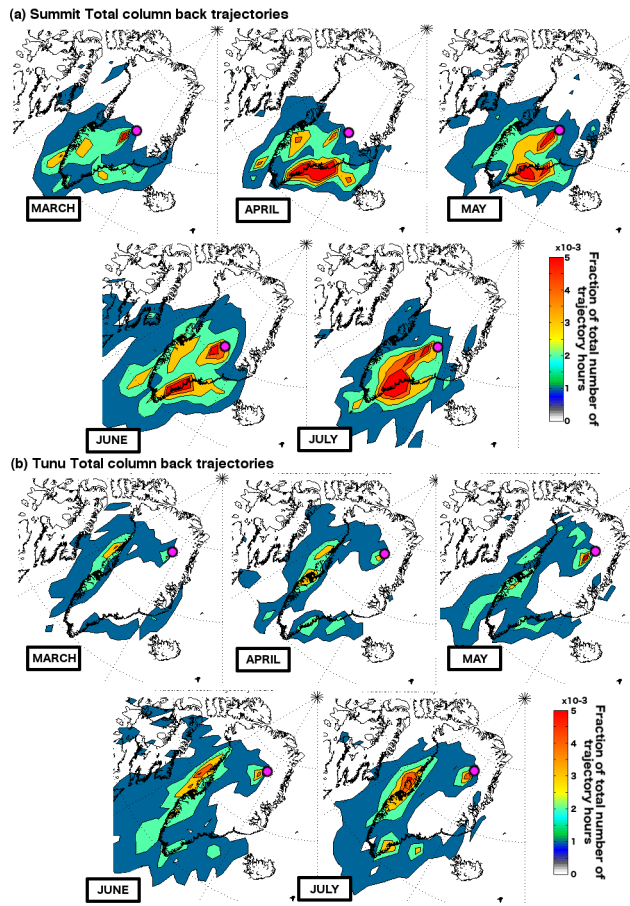 (a) Summit Total column back trajectories
MARCH
APRIL
MAY
JUNE
JULY
x10-3
5
4
3
2
1
0
Fraction of total number of
trajectory hours
(b) Tunu Total column back trajectories
MARCH
APRIL
MAY
JUNE
JULY
x10-3
5
4
3
2
1
0
Fraction of total number of
trajectory hours